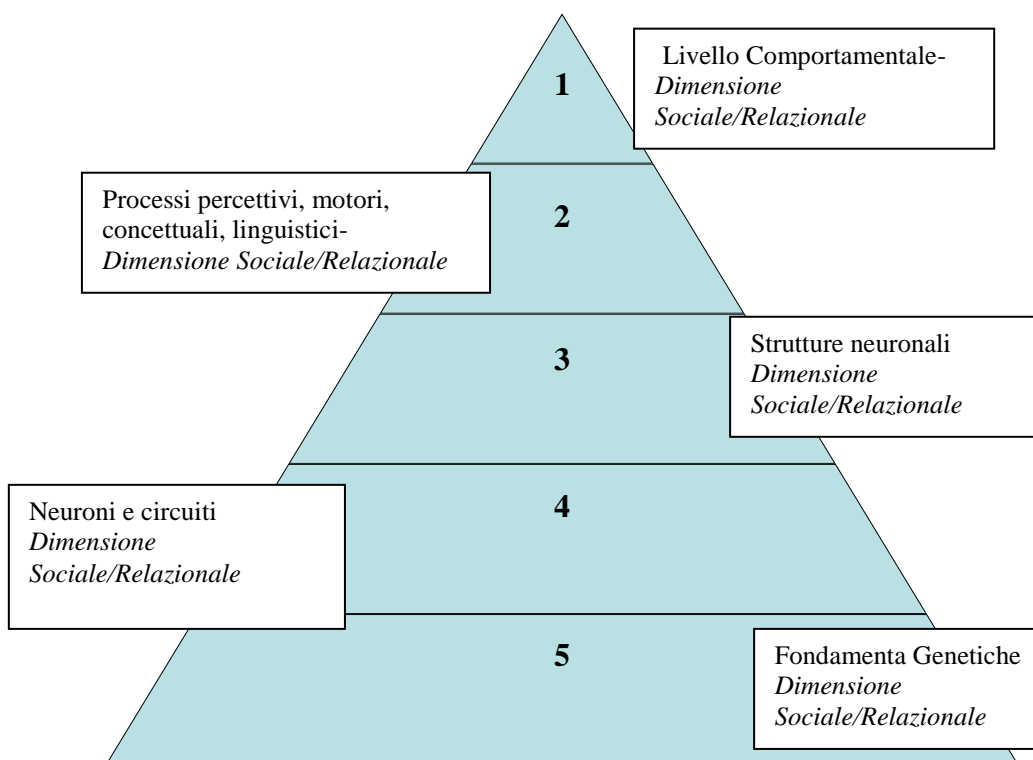 1
Livello Comportamentale-
Dimensione
Sociale/Relazionale
Processi percettivi, motori,
concettuali, linguistici-
Dimensione Sociale/Relazionale
2
3
Strutture neuronali
Dimensione
Sociale/Relazionale
Neuroni e circuiti
Dimensione
Sociale/Relazionale
4
5
Fondamenta Genetiche
Dimensione
Sociale/Relazionale